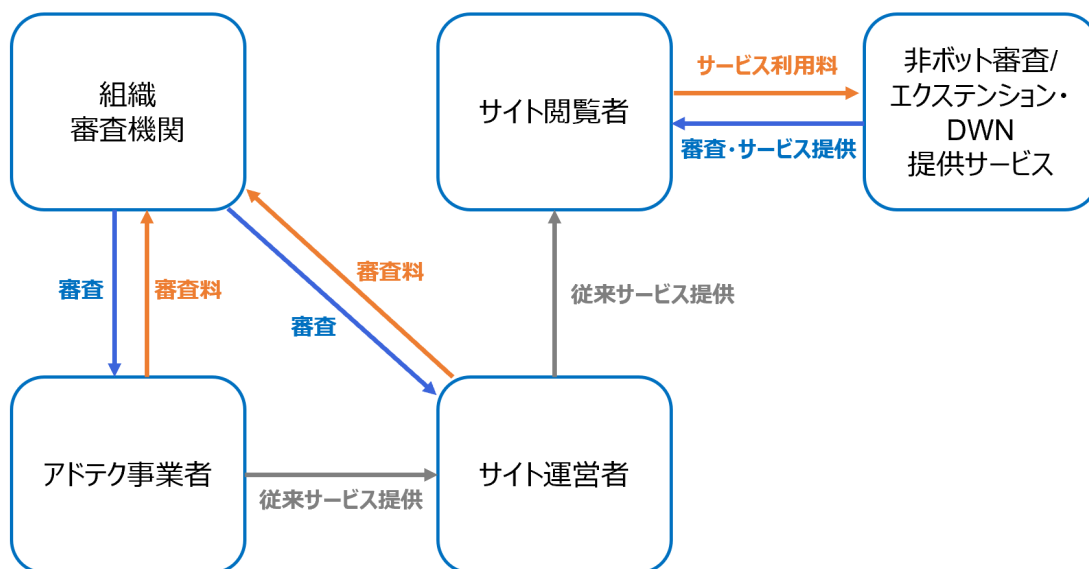 組織
審査機関
サイト閲覧者
サービス利用料
審査・サービス提供
非ボット審査/
エクステンション・
DWN
提供サービス
審査
審査料
審査料
審査
従来サービス提供
アドテク事業者
従来サービス提供
サイト運営者